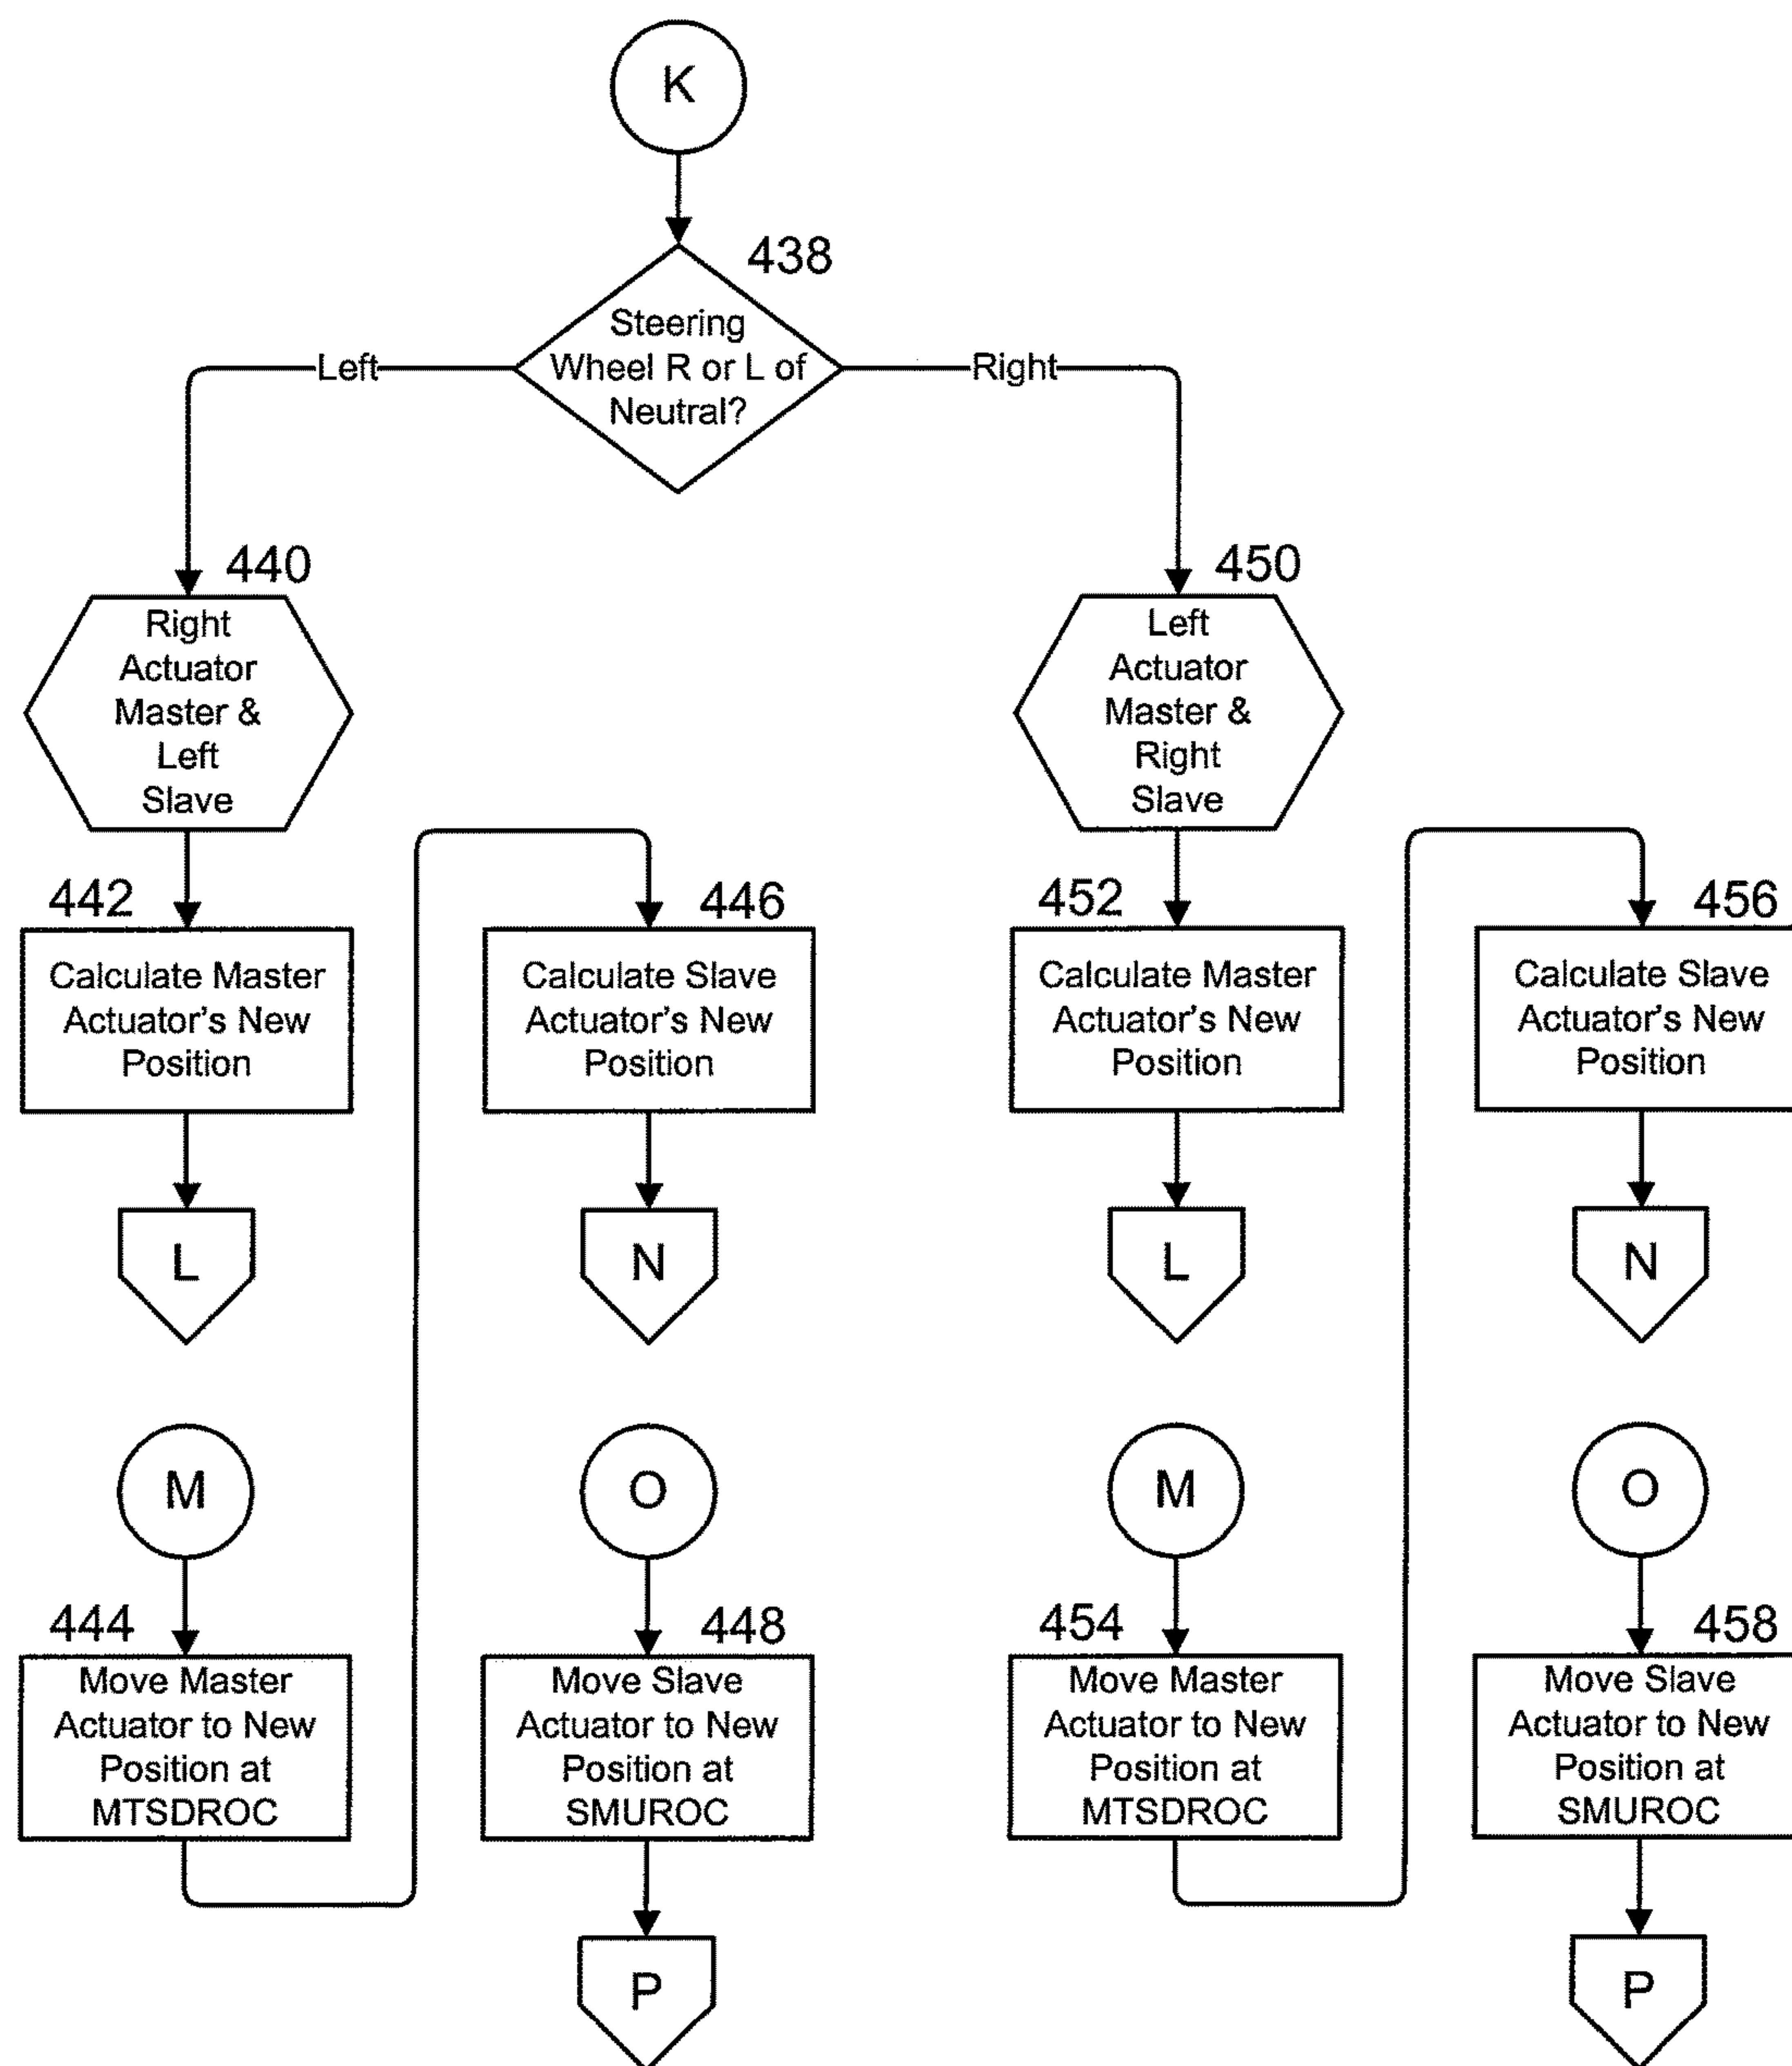 K
438
Steering
Wheel R or L of
Neutral?
Left
Right
440
Right
Actuator
Master &
Left
Slave
450
Left
Actuator
Master &
Right
Slave
442
Calculate Master
Actuator's New
Position
446
Calculate Slave
Actuator's New
Position
452
Calculate Master
Actuator's New
Position
456
Calculate Slave
Actuator's New
Position
L
N
L
N
M
O
M
O
444
Move Master
Actuator to New
Position at
MTSDROC
448
Move Slave
Actuator to New
Position at
SMUROC
454
Move Master
Actuator to New
Position at
MTSDROC
458
Move Slave
Actuator to New
Position at
SMUROC
P
P